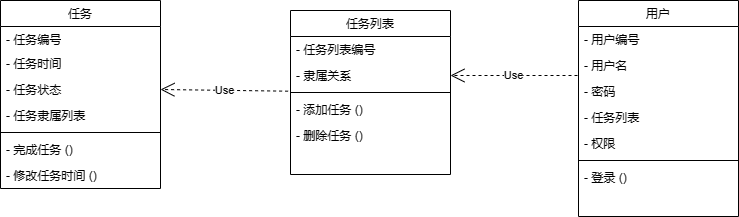 任务
- 任务编号
- 任务时间
- 任务状态
- 任务隶属列表
- 完成任务 ()
- 修改任务时间 ()
Use
任务列表
- 任务列表编号
- 隶属关系
- 添加任务 ()
- 删除任务 ()
Use
用户
- 用户编号
- 用户名
- 密码
- 任务列表
- 权限
- 登录 ()